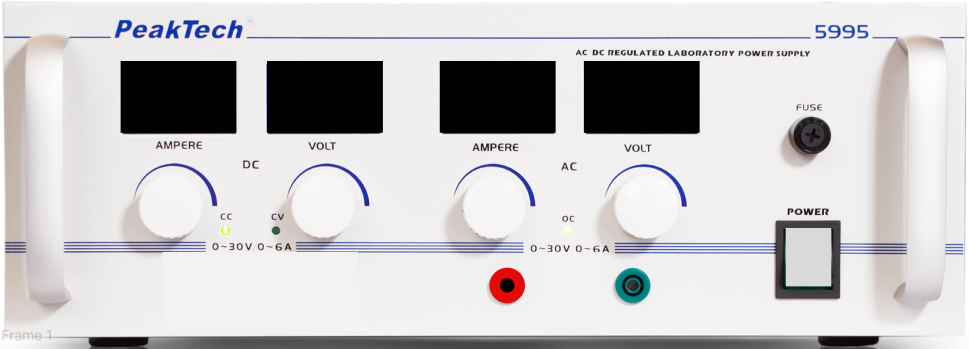 PeakTech®
5995
AC DC REGULATED LABORATORY POWER SUPPLY
FUSE
AMPERE
VOLT
AMPERE
VOLT
DC
AC
CC
CV
OC
POWER
0~30V 0~6A
0~30V 0~6A
Frame 1